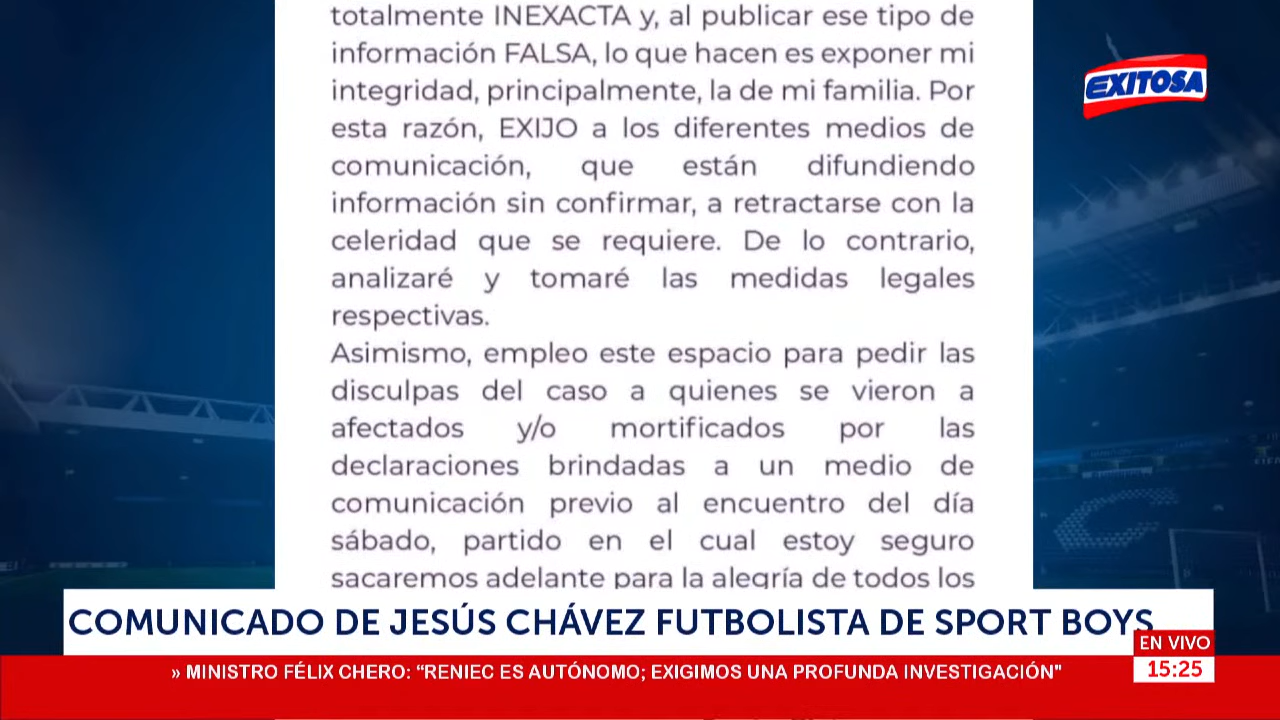 totalmente INEXACTA y, al publicar ese tipo de
información FALSA, lo que hacen es exponer mi
integridad, principalmente, la de mi familia. Por
esta razón, EXIJO a los diferentes medios de
comunicación, que están difundiendo
información sin confirmar, a retractarse con la
celeridad que se requiere. De lo contrario,
analizaré y tomaré las medidas legales
respectivas.
Asimismo, empleo este espacio para pedir las
disculpas del caso a quienes se vieron a
afectados y/o mortificados por las
declaraciones brindadas a un medio de
comunicación previo al encuentro del día
sábado, partido en el cual estoy seguro
sacaremos adelante para la alegría de todos los
EXITOSA
COMUNICADO DE JESÚS CHÁVEZ FUTBOLISTA DE SPORT BOYS
EN VIVO
15:25
» MINISTRO FÉLIX CHERO: “RENIEC ES AUTÓNOMO; EXIGIMOS UNA PROFUNDA INVESTIGACIÓN"